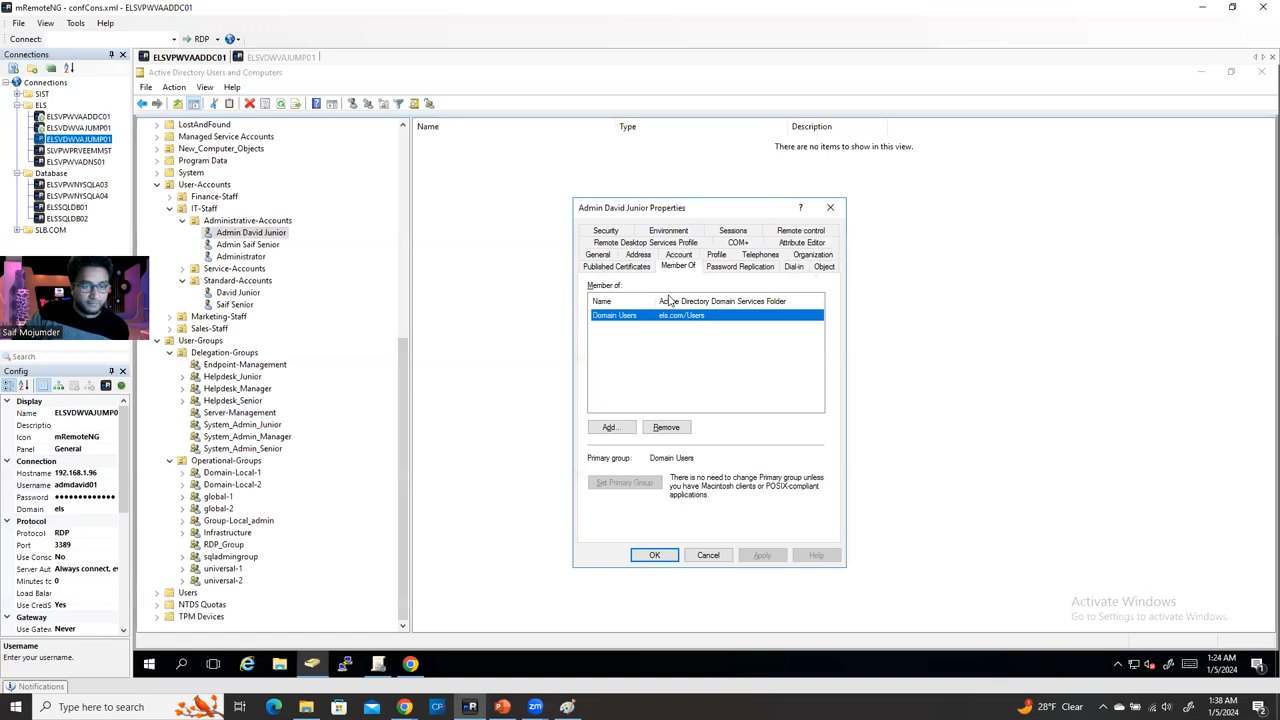 mRemoteNG - confCons.xml - ELSVPWVAADDC01
File View Tools Help
Connect: RDP
Connections
Connections
SIST
ELS
ELSVPWVAADDC01
ELSVDWVAJUMP01
ELSVDWVAJUMP01
SLVPWPRVEEMMST
ELSVPWVADNS01
Database
ELSVPWNYSQLA03
ELSVPWNYSQLA04
ELSSQLDB01
ELSSQLDB02
SLB.COM
Saif Mojumder
Search
Config
Display
Name ELSVDWVAJUMP0
Descriptio
Icon mRemoteNG
Panel General
Connection
Hostname 192.168.1.96
Username admdavid01
Password ••••••••••••
Domain els
Protocol
Protocol RDP
Port 3389
Use Consc No
Server Aut Always connect, ev
Minutes to 0
Load Balar
Use CredS Yes
Gateway
Use Gatew Never
Username
Enter your username.
Notifications
ELSVPWVAADDC01 ELSVDWVAJUMP01
Active Directory Users and Computers
File Action View Help
LostAndFound
Managed Service Accounts
New_Computer_Objects
Program Data
System
User-Accounts
Finance-Staff
IT-Staff
Administrative-Accounts
Admin David Junior
Admin Saif Senior
Administrator
Service-Accounts
Standard-Accounts
David Junior
Saif Senior
Marketing-Staff
Sales-Staff
User-Groups
Delegation-Groups
Endpoint-Management
Helpdesk_Junior
Helpdesk_Manager
Helpdesk_Senior
Server-Management
System_Admin_Junior
System_Admin_Manager
System_Admin_Senior
Operational-Groups
Domain-Local-1
Domain-Local-2
global-1
global-2
Group-Local_admin
Infrastructure
RDP_Group
sqladmingroup
universal-1
universal-2
Users
NTDS Quotas
TPM Devices
Name Type Description
There are no items to show in this view.
Admin David Junior Properties ? ×
Security Environment Sessions Remote control
Remote Desktop Services Profile COM+ Attribute Editor
General Address Account Profile Telephones Organization
Published Certificates Member Of Password Replication Dial-in Object
Member of:
Name Active Directory Domain Services Folder
Domain Users els.com/Users
Add... Remove
Primary group: Domain Users
Set Primary Group There is no need to change Primary group unless
you have Macintosh clients or POSIX-compliant
applications.
OK Cancel Apply Help
Activate Windows
Go to Settings to activate Windows.
1:24 AM
1/5/2024
Type here to search
28°F Clear
1:38 AM
1/5/2024